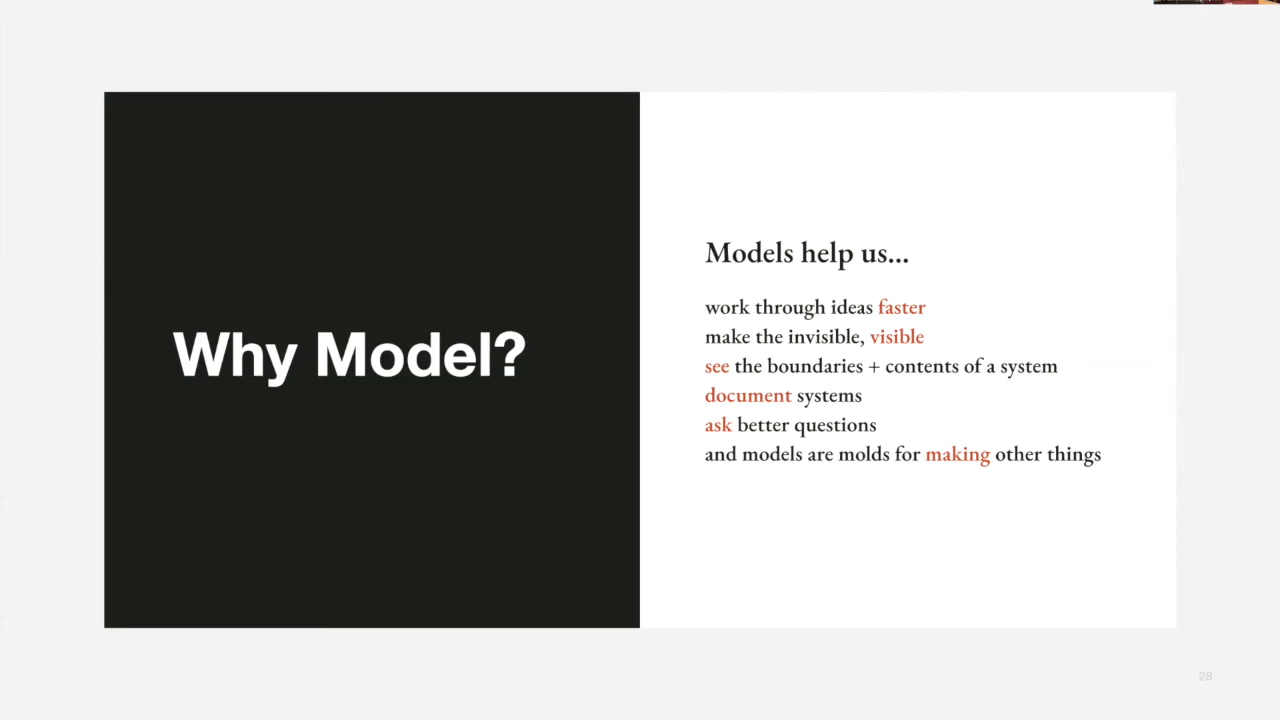 Why Model?
Models help us...
work through ideas faster
make the invisible, visible
see the boundaries + contents of a system
document systems
ask better questions
and models are molds for making other things
28